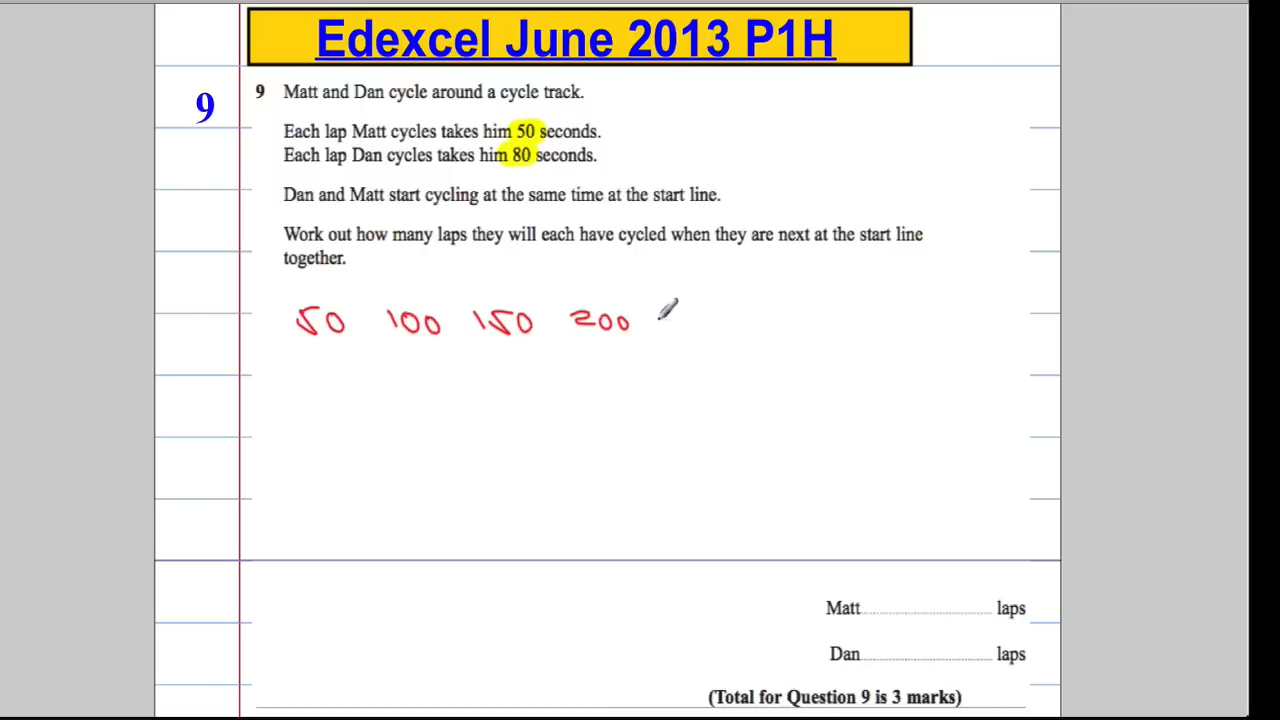 Edexcel June 2013 P1H
9
9 Matt and Dan cycle around a cycle track.
Each lap Matt cycles takes him 50 seconds.
Each lap Dan cycles takes him 80 seconds.
Dan and Matt start cycling at the same time at the start line.
Work out how many laps they will each have cycled when they are next at the start line
together.
50 100 150 200
Matt laps
Dan laps
(Total for Question 9 is 3 marks)